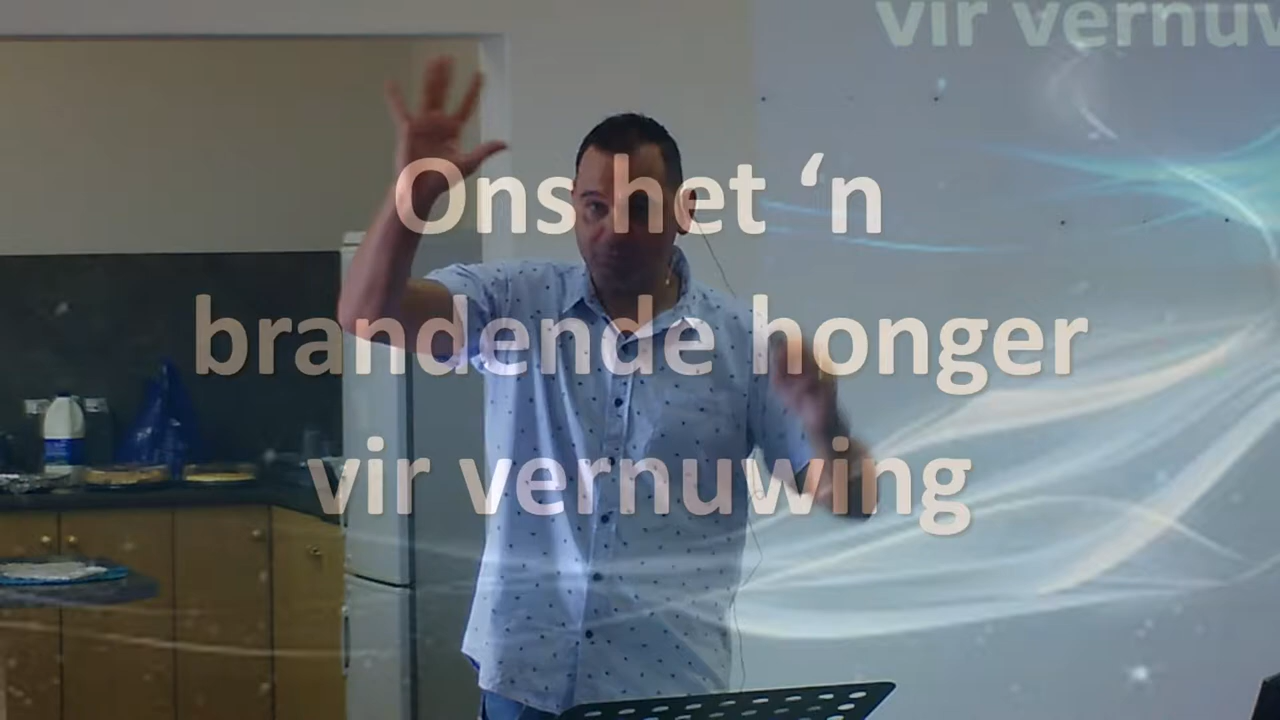 vir vernuw
Ons het ‘n
brandende honger
vir vernuwing